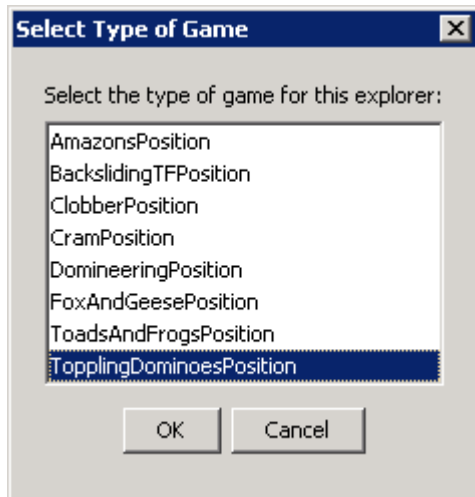 Select Type of Game
Select the type of game for this explorer:
AmazonsPosition
BackslidingTFPosition
ClobberPosition
CramPosition
DomineeringPosition
FoxAndGeesePosition
ToadsAndFrogsPosition
TopplingDominoesPosition
OK Cancel